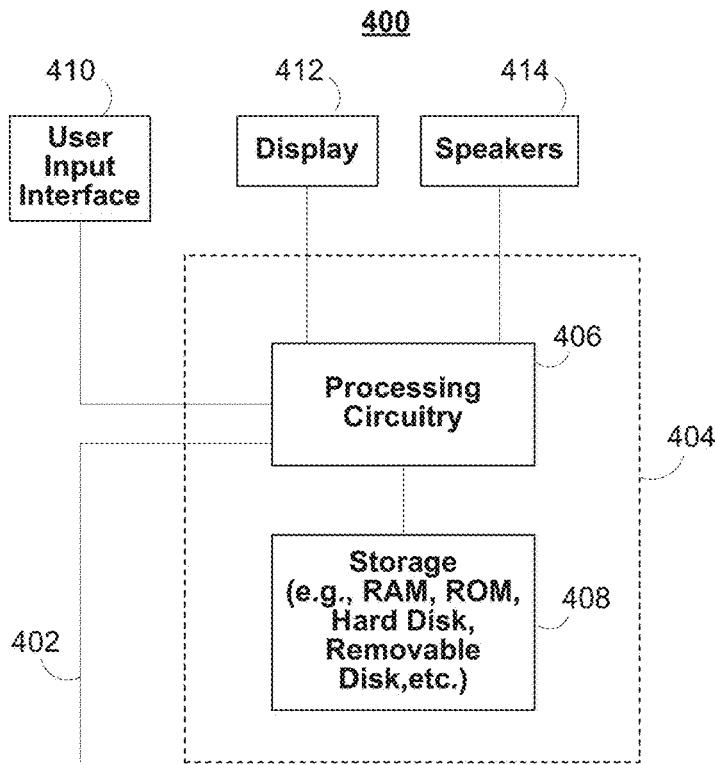 400
410
412
414
User
Input
Interface
Display
Speakers
406
Processing
Circuitry
404
Storage
(e.g., RAM, ROM,
Hard Disk,
Removable
Disk,etc.)
408
402